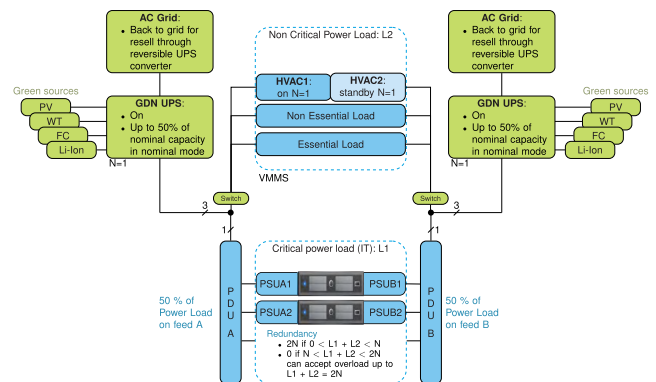 AC Grid:
• Back to grid for
resell through
reversible UPS
converter
Green sources
PV
WT
FC
Li-Ion
GDN UPS:
• On
• Up to 50% of
nominal capacity
in nominal mode
N=1
Non Critical Power Load: L2
HVAC1:
on N=1
HVAC2:
standby N=1
Non Essential Load
Essential Load
VMMS
AC Grid:
• Back to grid for
resell through
reversible UPS
converter
Green sources
GDN UPS:
• On
• Up to 50% of
nominal capacity
in nominal mode
N=1
PV
WT
FC
Li-Ion
Switch
Switch
3
3
1
1
Critical power load (IT): L1
PDU A
PDU B
PSUA1
PSUB1
PSUA2
PSUB2
50 % of
Power Load
on feed A
50 % of
Power Load
on feed B
Redundancy
• 2N if 0 < L1 + L2 < N
• 0 if N < L1 + L2 < 2N
can accept overload up to
L1 + L2 = 2N